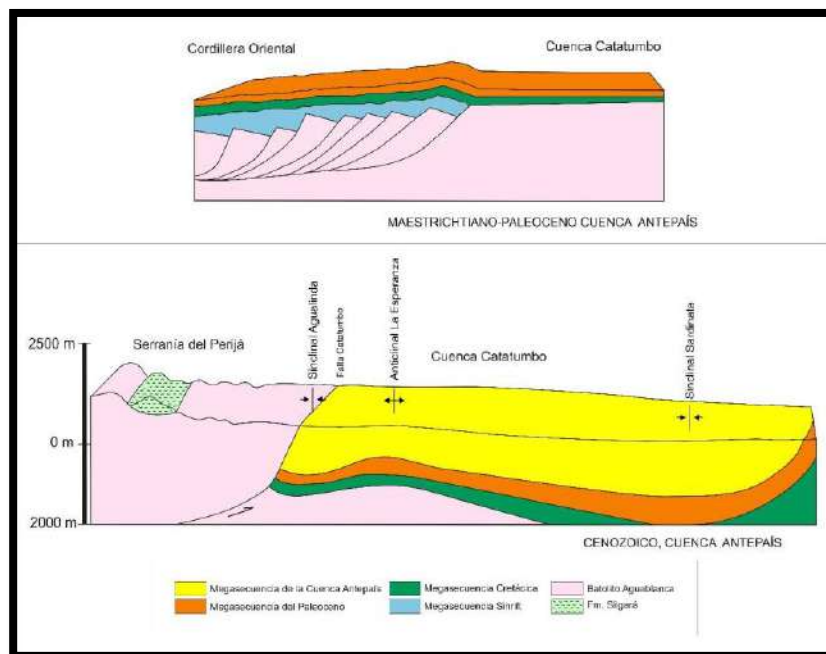 Cordillera Oriental
Cuenca Catatumbo
MAESTRICHTIANO-PALEOCENO CUENCA ANTEPAÍS
Sinclinal Agualinda
Falla Catatumbo
Anticlinal La Esperanza
Sinclinal Sardinata
2500 m
Serranía del Perijá
Cuenca Catatumbo
0 m
2000 m
CENOZOICO, CUENCA ANTEPAÍS
Megasecuencia de la Cuenca Antepaís
Megasecuencia Cretácica
Batolito Aguablanca
Megasecuencia del Paleoceno
Megasecuencia Sinrift
Fm. Silgará